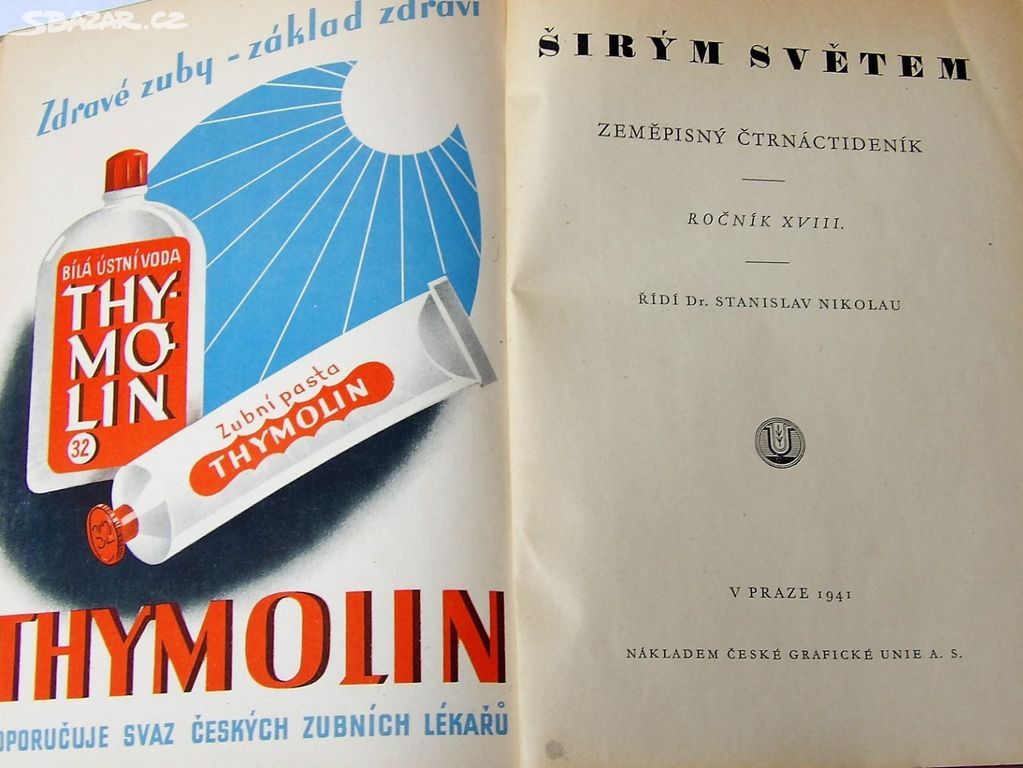 SBAZAR.CZ
Zdravé zuby - základ zdraví
BÍLÁ ÚSTNÍ VODA
THY-
MO-
LIN
32
Zubní pasta
THYMOLIN
32
THYMOLIN
DOPORUČUJE SVAZ ČESKÝCH ZUBNÍCH LÉKAŘŮ
ŠIRÝM SVĚTEM
ZEMĚPISNÝ ČTRNÁCTIDENÍK
ROČNÍK XVIII.
ŘÍDÍ Dr. STANISLAV NIKOLAU
U
V PRAZE 1941
NÁKLADEM ČESKÉ GRAFICKÉ UNIE A. S.